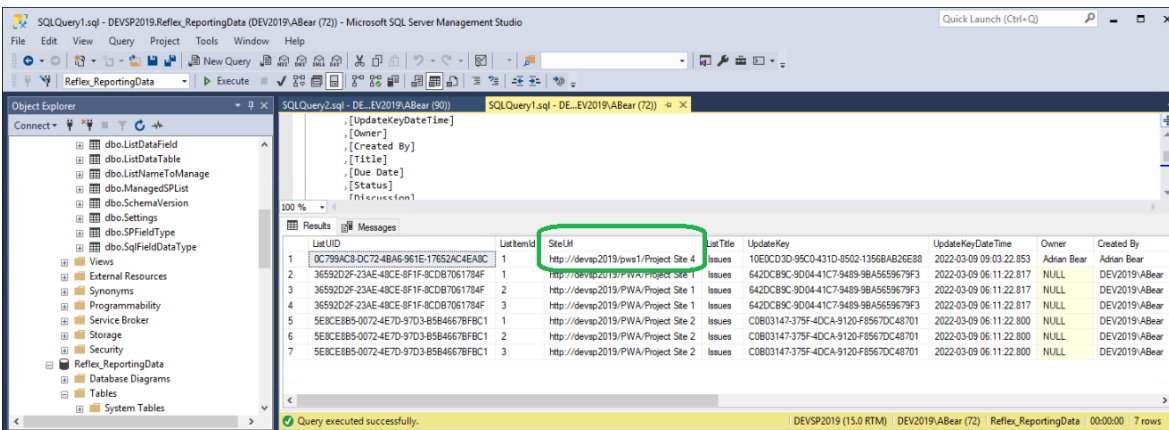 SQLQuery1.sql - DEVSP2019.Reflex_ReportingData (DEV2019\ABear (72)) - Microsoft SQL Server Management Studio
Quick Launch (Ctrl+Q)
File Edit View Query Project Tools Window Help
New Query
Reflex_ReportingData Execute
Object Explorer
SQLQuery2.sql - DE...EV2019\ABear (90))
SQLQuery1.sql - DE...EV2019\ABear (72))
Connect
dbo.ListDataField
dbo.ListDataTable
dbo.ListNameToManage
dbo.ManagedSPList
dbo.SchemaVersion
dbo.Settings
dbo.SPFieldType
dbo.SqlFieldDataType
Views
External Resources
Synonyms
Programmability
Service Broker
Storage
Security
Reflex_ReportingData
Database Diagrams
Tables
System Tables
,[UpdateKeyDateTime]
,[Owner]
,[Created By]
,[Title]
,[Due Date]
,[Status]
,[Discussion]
100 %
Results Messages
ListUID ListItemId SiteUrl ListTitle UpdateKey UpdateKeyDateTime Owner Created By
1 0C799AC8-DC72-4BA6-961E-17652AC4EA8C 1 http://devsp2019/pws1/Project Site 4 Issues 10E0CD3D-95C0-431D-8502-1356BAB26E88 2022-03-09 09:03:22.853 Adrian Bear Adrian Bear
2 36592D2F-23AE-48CE-8F1F-8CDB7061784F 1 http://devsp2019/PWA/Project Site 1 Issues 642DCB9C-9D04-41C7-9489-9BA5659679F3 2022-03-09 06:11:22.817 NULL DEV2019\ABear
3 36592D2F-23AE-48CE-8F1F-8CDB7061784F 2 http://devsp2019/PWA/Project Site 1 Issues 642DCB9C-9D04-41C7-9489-9BA5659679F3 2022-03-09 06:11:22.817 NULL DEV2019\ABear
4 36592D2F-23AE-48CE-8F1F-8CDB7061784F 3 http://devsp2019/PWA/Project Site 1 Issues 642DCB9C-9D04-41C7-9489-9BA5659679F3 2022-03-09 06:11:22.817 NULL DEV2019\ABear
5 5E8CE8B5-0072-4E7D-97D3-B5B4667BFBC1 1 http://devsp2019/PWA/Project Site 2 Issues C0B03147-375F-4DCA-9120-F8567DC48701 2022-03-09 06:11:22.800 NULL DEV2019\ABear
6 5E8CE8B5-0072-4E7D-97D3-B5B4667BFBC1 2 http://devsp2019/PWA/Project Site 2 Issues C0B03147-375F-4DCA-9120-F8567DC48701 2022-03-09 06:11:22.800 NULL DEV2019\ABear
7 5E8CE8B5-0072-4E7D-97D3-B5B4667BFBC1 3 http://devsp2019/PWA/Project Site 2 Issues C0B03147-375F-4DCA-9120-F8567DC48701 2022-03-09 06:11:22.800 NULL DEV2019\ABear
Query executed successfully.
DEVSP2019 (15.0 RTM) DEV2019\ABear (72) Reflex_ReportingData 00:00:00 7 rows